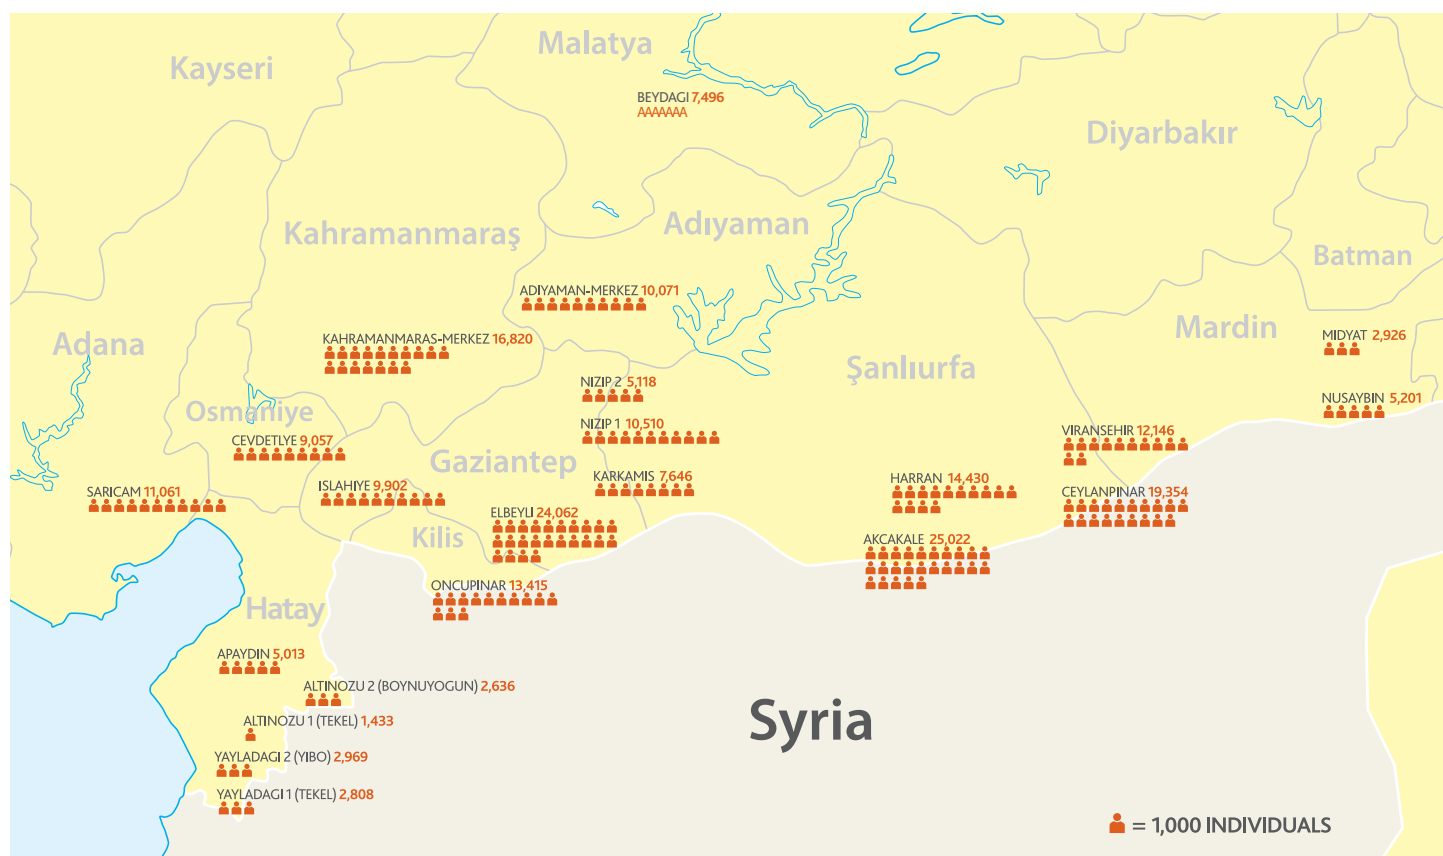 Malatya
Kayseri
BEYDAGI 7,496
AAAAAAA
Diyarbakır
Adıyaman
Kahramanmaraş
Batman
ADIYAMAN-MERKEZ 10,071
Mardin
MIDYAT 2,926
KAHRAMANMARAS-MERKEZ 16,820
Adana
Şanlıurfa
NIZIP 2 5,118
NUSAYBIN 5,201
Osmaniye
NIZIP 1 10,510
VIRANSEHIR 12,146
CEVDETLYE 9,057
Gaziantep
KARKAMIS 7,646
HARRAN 14,430
ISLAHIYE 9,902
SARICAM 11,061
CEYLANPINAR 19,354
ELBEYLI 24,062
Kilis
AKCAKALE 25,022
ONCUPINAR 13,415
Hatay
APAYDIN 5,013
ALTINOZU 2 (BOYNUYOGUN) 2,636
ALTINOZU 1 (TEKEL) 1,433
Syria
YAYLADAGI 2 (YIBO) 2,969
YAYLADAGI 1 (TEKEL) 2,808
= 1,000 INDIVIDUALS